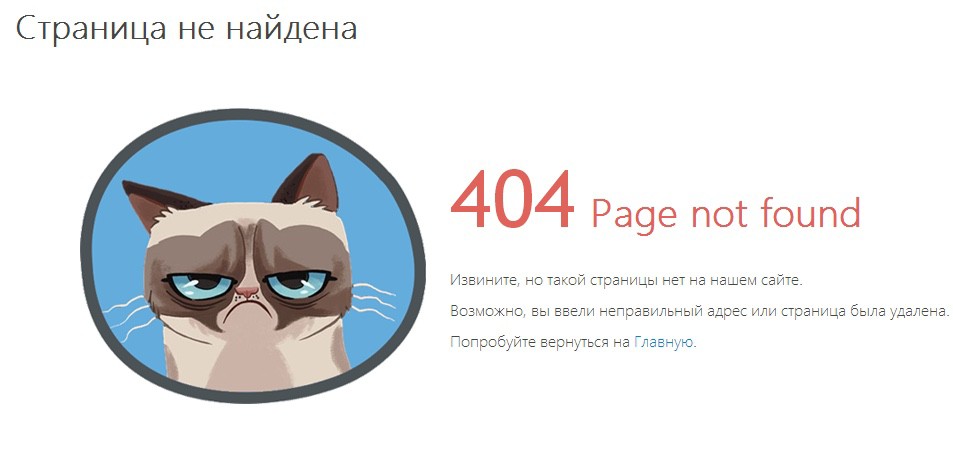 Страница не найдена
404 Page not found
Извините, но такой страницы нет на нашем сайте.
Возможно, вы ввели неправильный адрес или страница была удалена.
Попробуйте вернуться на Главную.